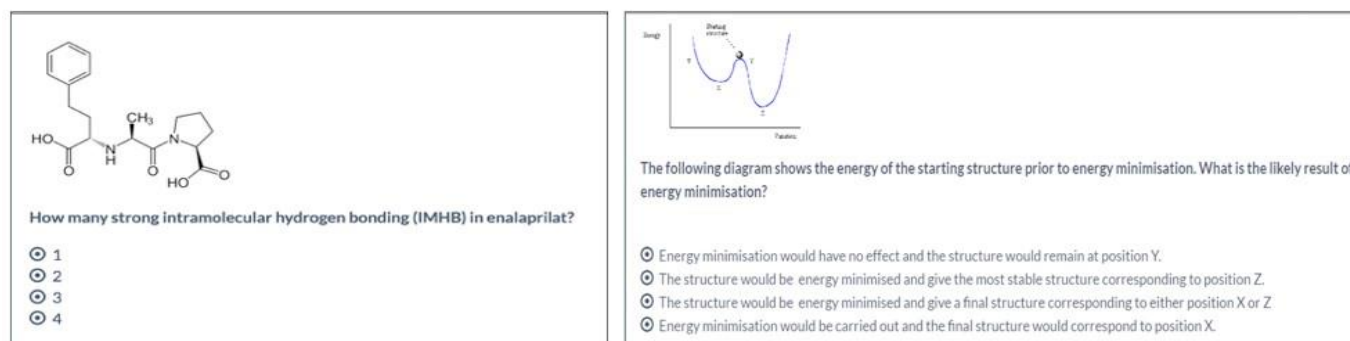 CH₃
HO
N
H
N
O
O
HO
O
How many strong intramolecular hydrogen bonding (IMHB) in enalaprilat?
1
2
3
4
Energy
Starting
structure
Y
Z
The following diagram shows the energy of the starting structure prior to energy minimisation. What is the likely result of
energy minimisation?
Energy minimisation would have no effect and the structure would remain at position Y.
The structure would be energy minimised and give the most stable structure corresponding to position Z.
The structure would be energy minimised and give a final structure corresponding to either position X or Z
Energy minimisation would be carried out and the final structure would correspond to position X.